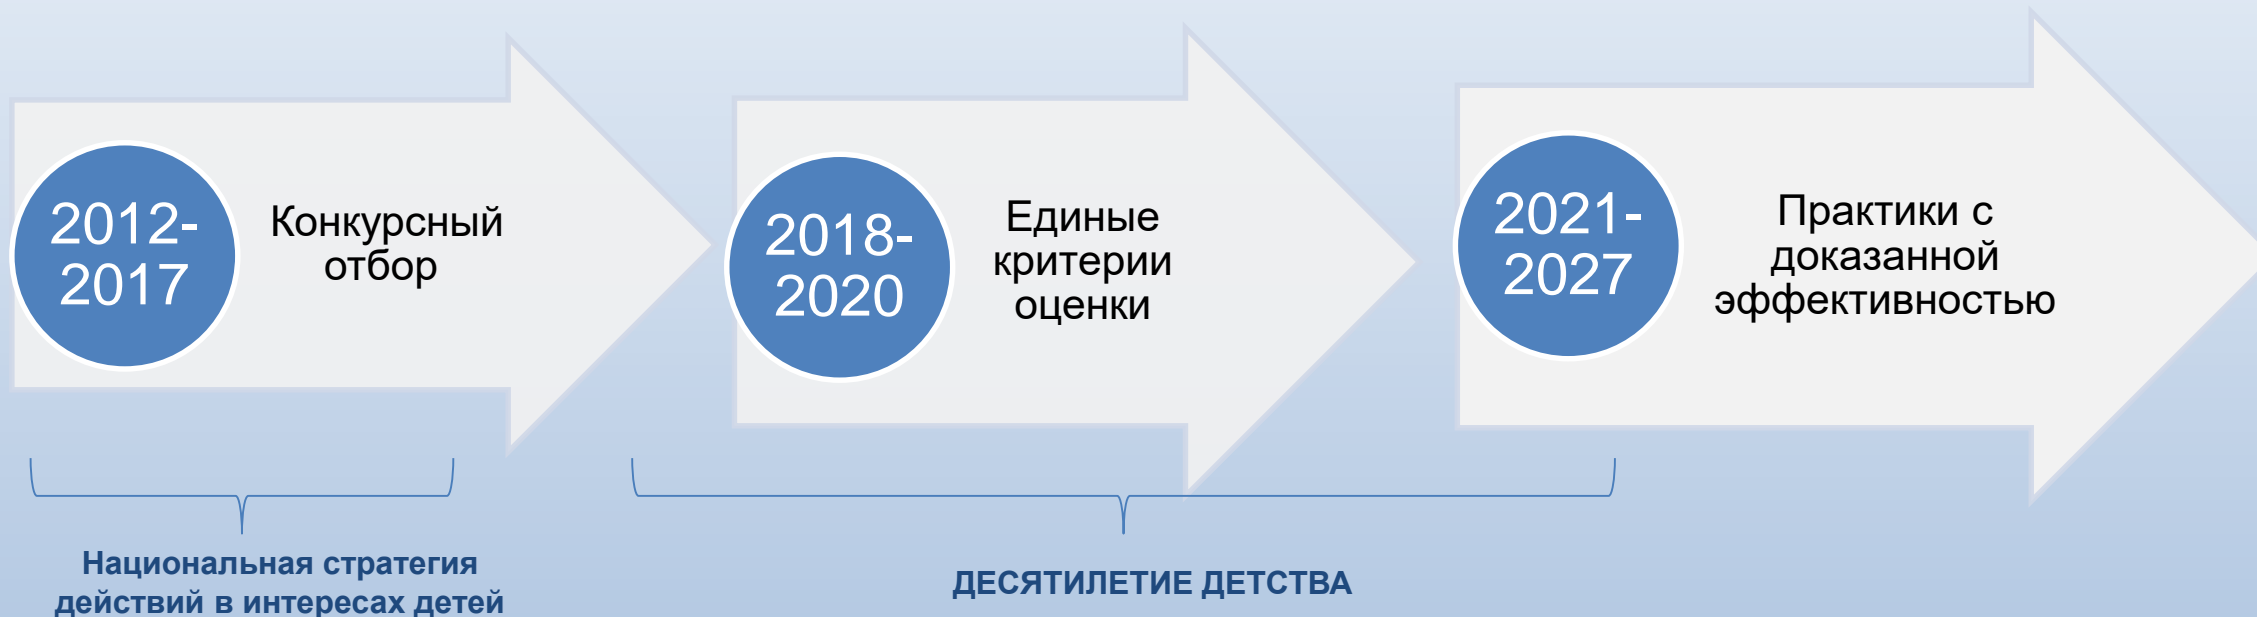 2012-
2017
Конкурсный
отбор
2018-
2020
Единые
критерии
оценки
2021-
2027
Практики с
доказанной
эффективностью
Национальная стратегия
действий в интересах детей
ДЕСЯТИЛЕТИЕ ДЕТСТВА